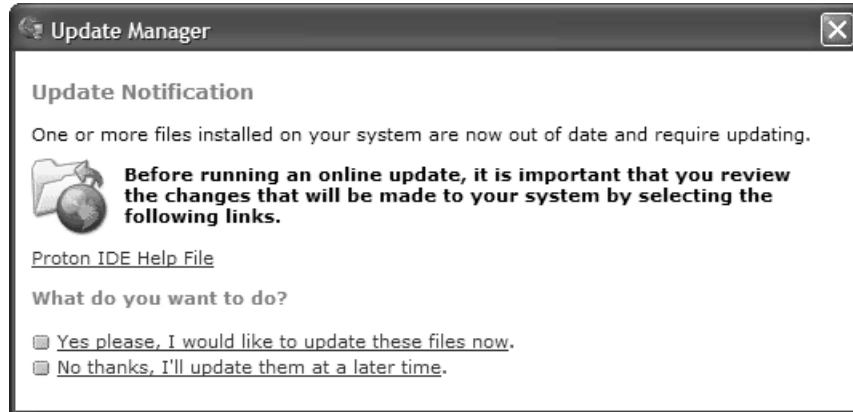 Update Manager
Update Notification
One or more files installed on your system are now out of date and require updating.
Before running an online update, it is important that you review
the changes that will be made to your system by selecting the
following links.
Proton IDE Help File
What do you want to do?
Yes please, I would like to update these files now.
No thanks, I'll update them at a later time.